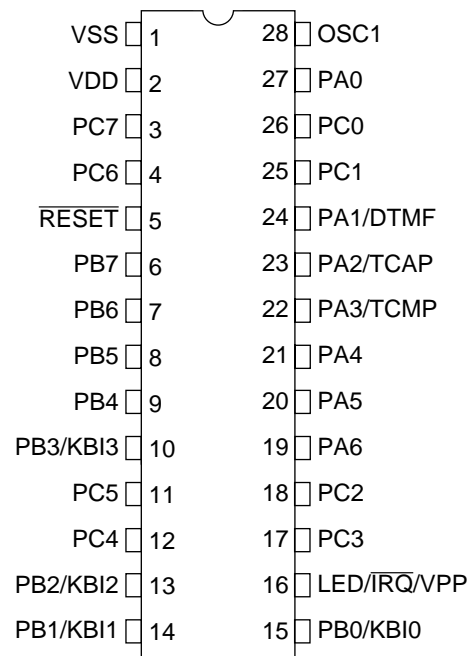 VSS 1 28 OSC1
VDD 2 27 PA0
PC7 3 26 PC0
PC6 4 25 PC1
R̅E̅S̅E̅T̅ 5 24 PA1/DTMF
PB7 6 23 PA2/TCAP
PB6 7 22 PA3/TCMP
PB5 8 21 PA4
PB4 9 20 PA5
PB3/KBI3 10 19 PA6
PC5 11 18 PC2
PC4 12 17 PC3
PB2/KBI2 13 16 LED/I̅R̅Q̅/VPP
PB1/KBI1 14 15 PB0/KBI0